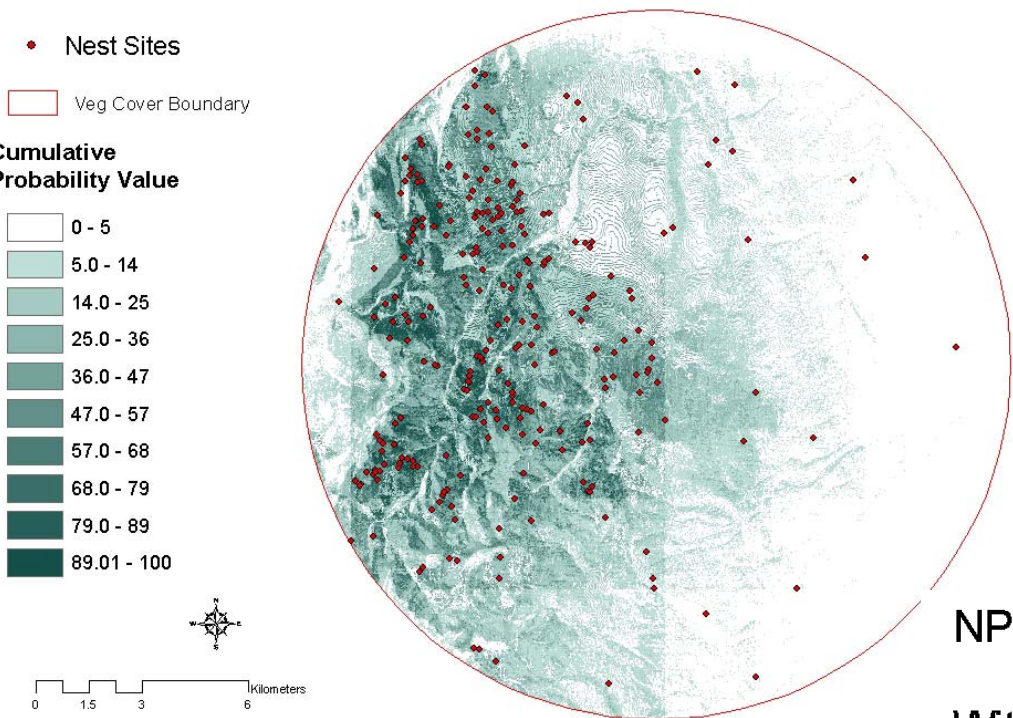 Nest Sites
Veg Cover Boundary
Cumulative
Probability Value
0 - 5
5.0 - 14
14.0 - 25
25.0 - 36
36.0 - 47
47.0 - 57
57.0 - 68
68.0 - 79
79.0 - 89
89.01 - 100
N
W E
S
Kilometers
0 1.5 3 6
NP